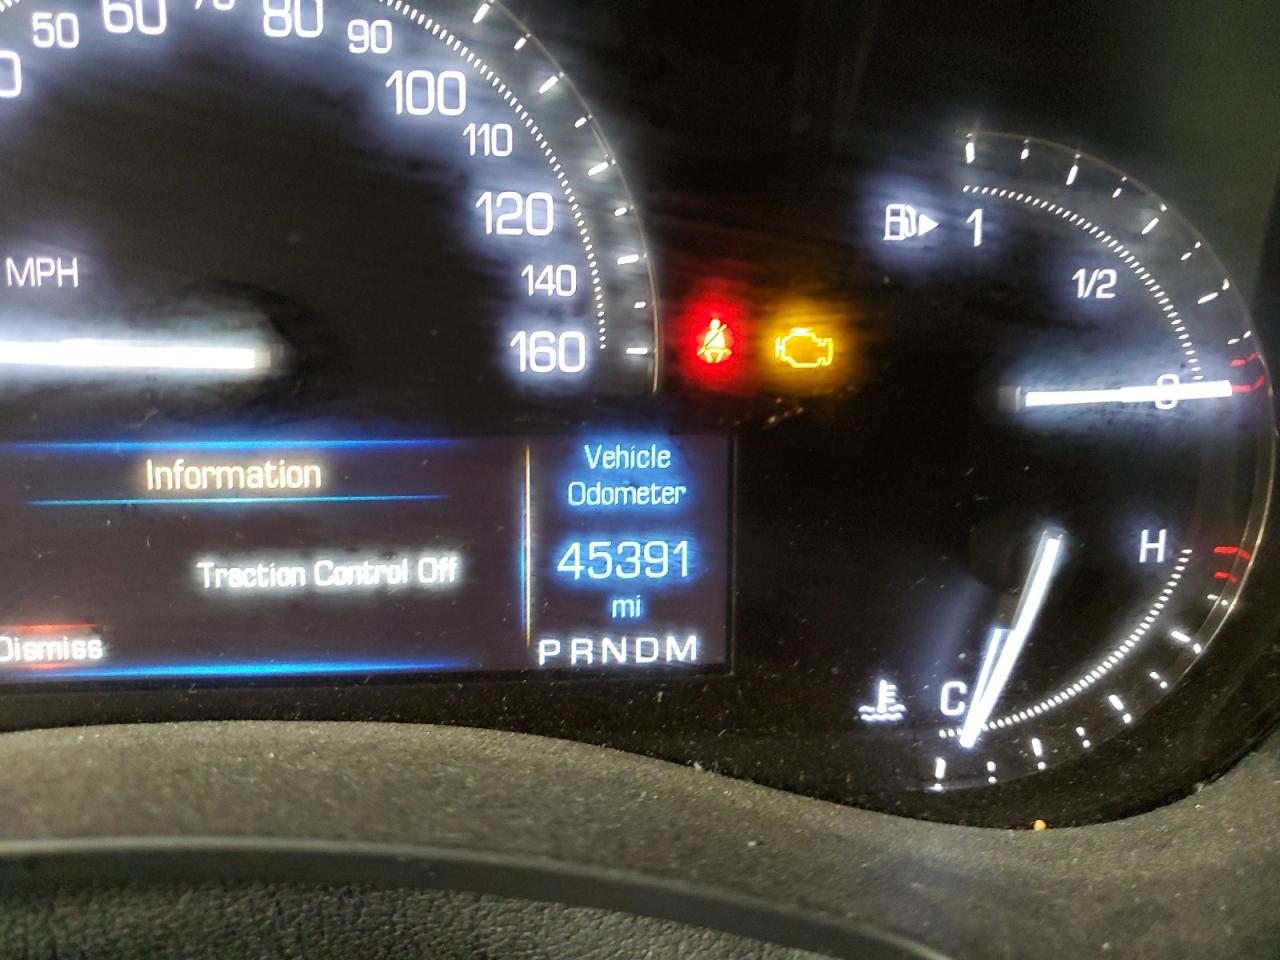 50
60
80
90
100
110
120
140
160
MPH
1
1/2
0
H
C
Information
Traction Control Off
Dismiss
Vehicle
Odometer
45391
mi
PRNDM